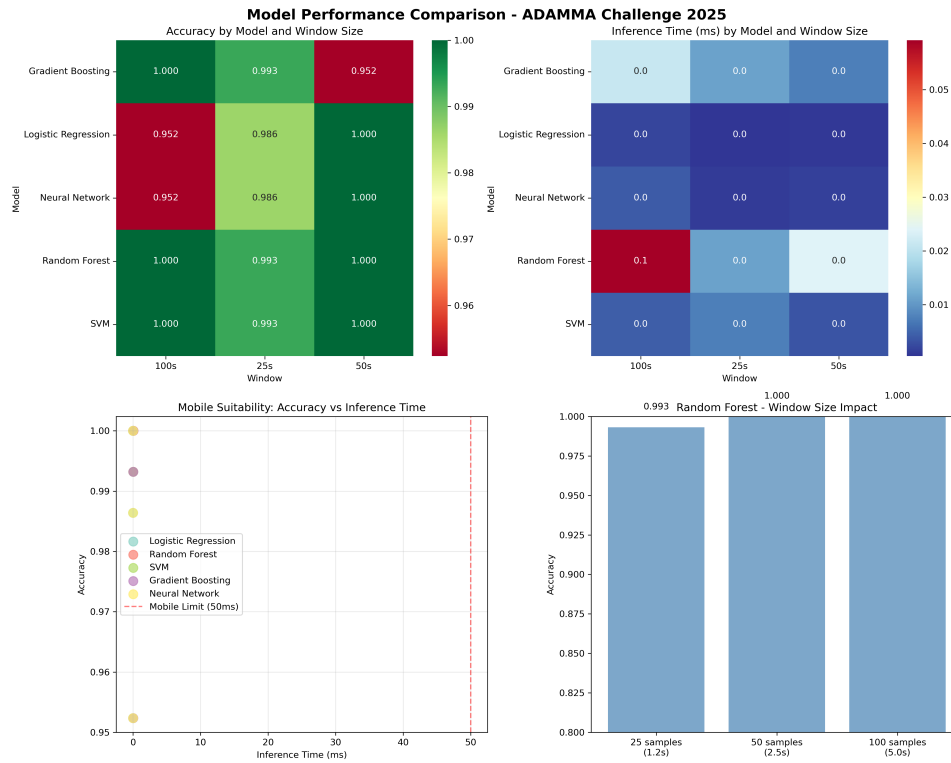 Model Performance Comparison - ADAMMA Challenge 2025
Accuracy by Model and Window Size
Model
Gradient Boosting
1.000 0.993 0.952
Logistic Regression
0.952 0.986 1.000
Neural Network
0.952 0.986 1.000
Random Forest
1.000 0.993 1.000
SVM
1.000 0.993 1.000
100s 25s 50s
Window
1.00
0.99
0.98
0.97
0.96
Inference Time (ms) by Model and Window Size
Model
Gradient Boosting
0.0 0.0 0.0
Logistic Regression
0.0 0.0 0.0
Neural Network
0.0 0.0 0.0
Random Forest
0.1 0.0 0.0
SVM
0.0 0.0 0.0
100s 25s 50s
Window
0.05
0.04
0.03
0.02
0.01
Mobile Suitability: Accuracy vs Inference Time
Accuracy
1.00
0.99
0.98
0.97
0.96
0.95
Logistic Regression
Random Forest
SVM
Gradient Boosting
Neural Network
Mobile Limit (50ms)
0 10 20 30 40 50
Inference Time (ms)
Random Forest - Window Size Impact
0.993 1.000 1.000
Accuracy
1.000
0.975
0.950
0.925
0.900
0.875
0.850
0.825
0.800
25 samples
(1.2s)
50 samples
(2.5s)
100 samples
(5.0s)